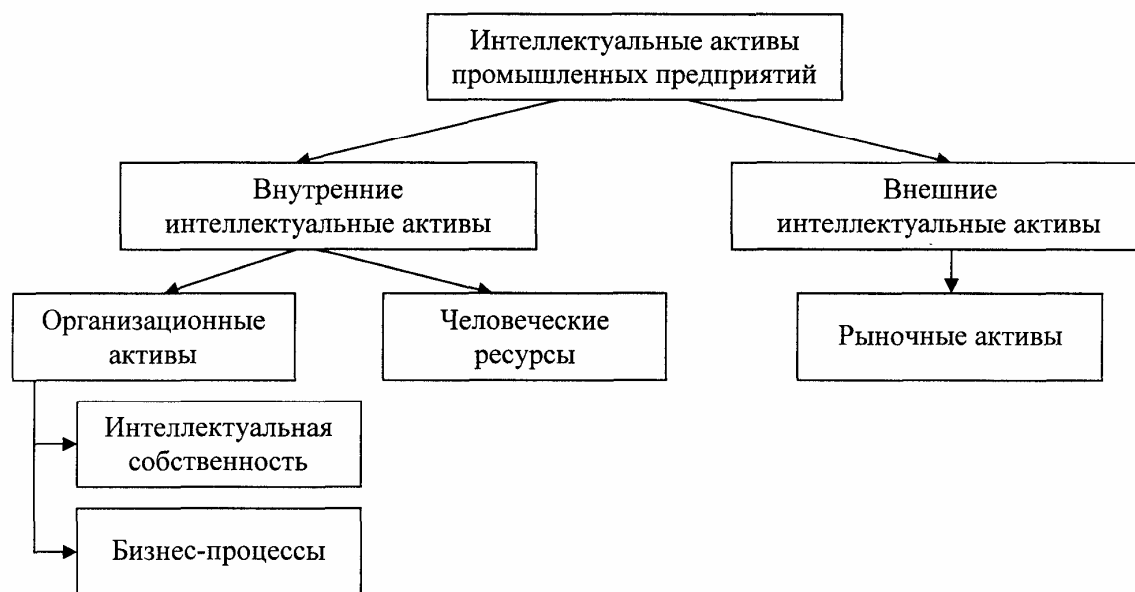 Интеллектуальные активы
промышленных предприятий
Внутренние
интеллектуальные активы
Внешние
интеллектуальные активы
Организационные
активы
Человеческие
ресурсы
Рыночные активы
Интеллектуальная
собственность
Бизнес-процессы